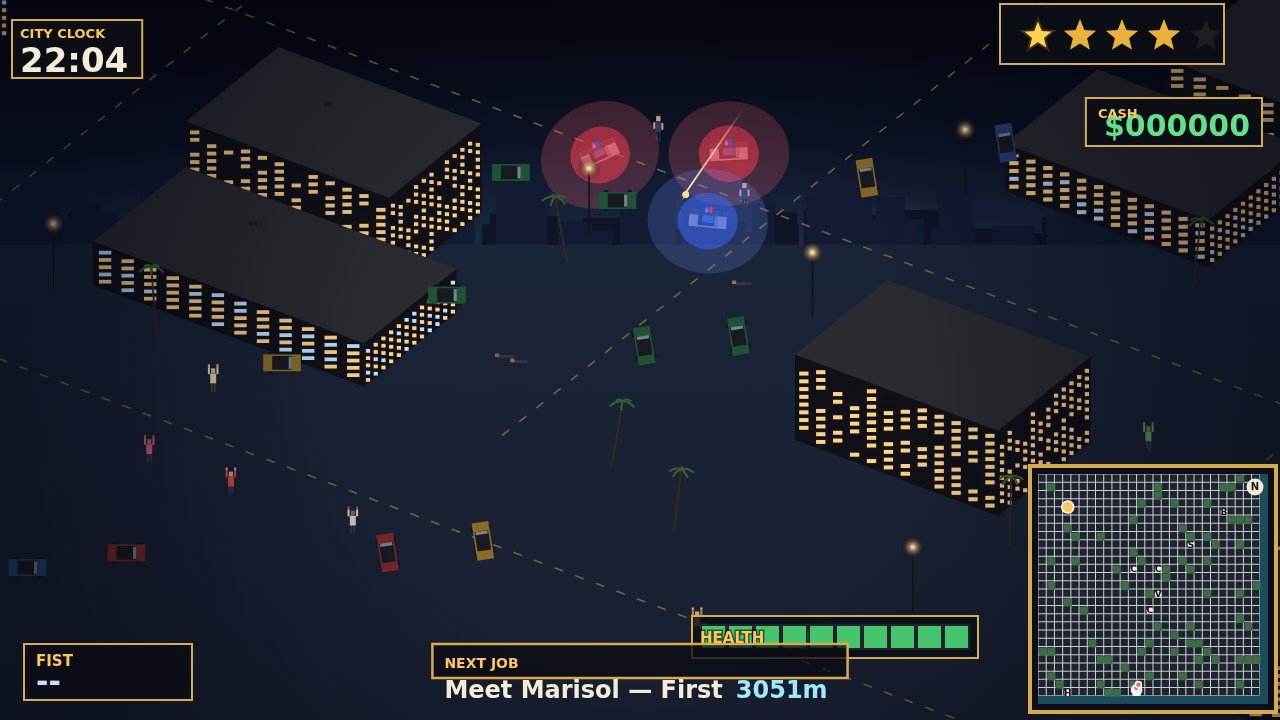 CITY CLOCK
22:04
CASH
$000000
N
HEALTH
FIST
--
NEXT JOB
Meet Marisol — First 3051m